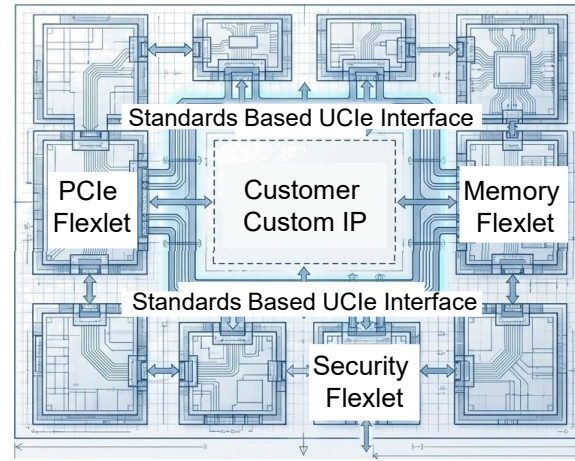 Standards Based UCIe Interface
PCIe
Flexlet
Customer
Custom IP
Memory
Flexlet
Standards Based UCIe Interface
Security
Flexlet